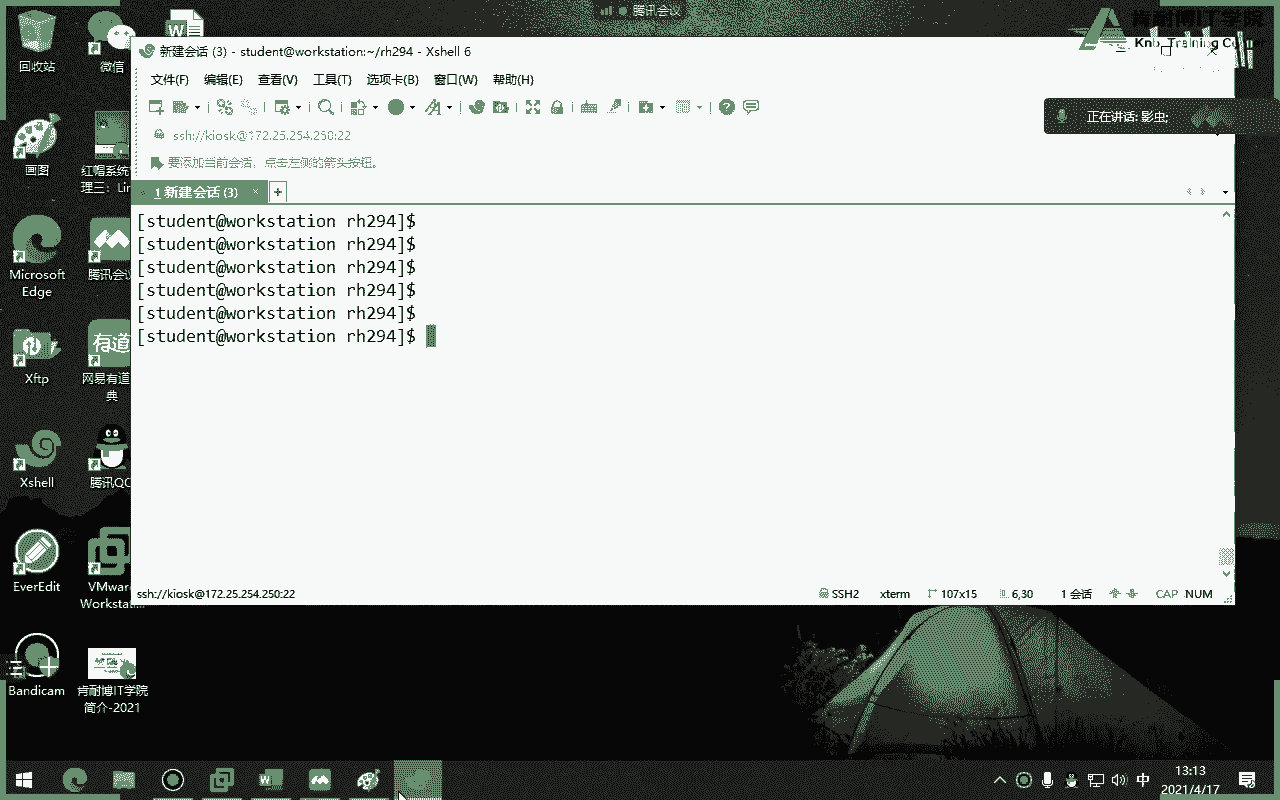 腾讯会议
肯耐博IT学院
新建会话 (3) - student@workstation:~/rh294 - Xshell 6
文件(F) 编辑(E) 查看(V) 工具(T) 选项卡(B) 窗口(W) 帮助(H)
正在讲话: 影虫;
ssh://kiosk@172.25.254.250:22
要添加当前会话，点击左侧的箭头按钮。
1 新建会话 (3) × +
[student@workstation rh294]$
[student@workstation rh294]$
[student@workstation rh294]$
[student@workstation rh294]$
[student@workstation rh294]$
[student@workstation rh294]$
ssh://kiosk@172.25.254.250:22 SSH2 xterm 107x15 6,30 1 会话 CAP NUM
回收站
微信
画图
红帽系统
理三：Lin
Microsoft
Edge
腾讯会议
Xftp
网易有道
典
Xshell
腾讯QQ
EverEdit
VMware
Workstat...
Bandicam
肯耐博IT学院
简介-2021
中
13:13
2021/4/17